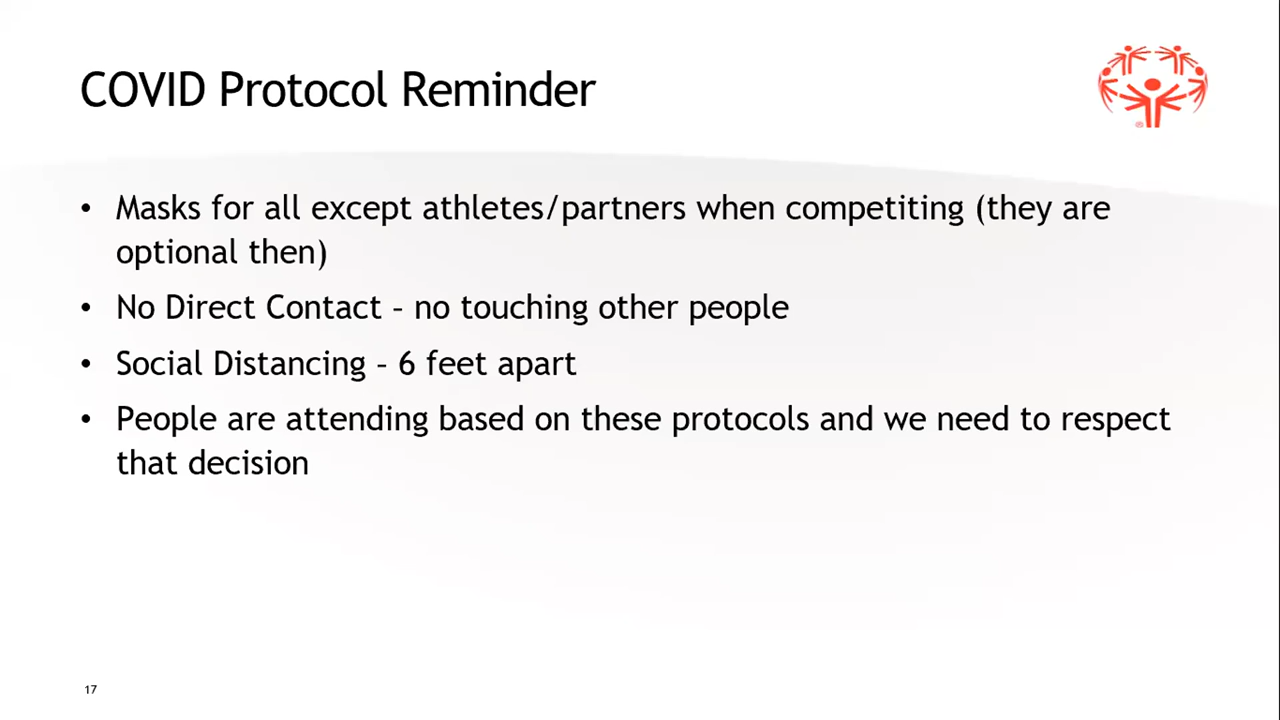 COVID Protocol Reminder
• Masks for all except athletes/partners when competiting (they are
optional then)
• No Direct Contact – no touching other people
• Social Distancing – 6 feet apart
• People are attending based on these protocols and we need to respect
that decision
®
17